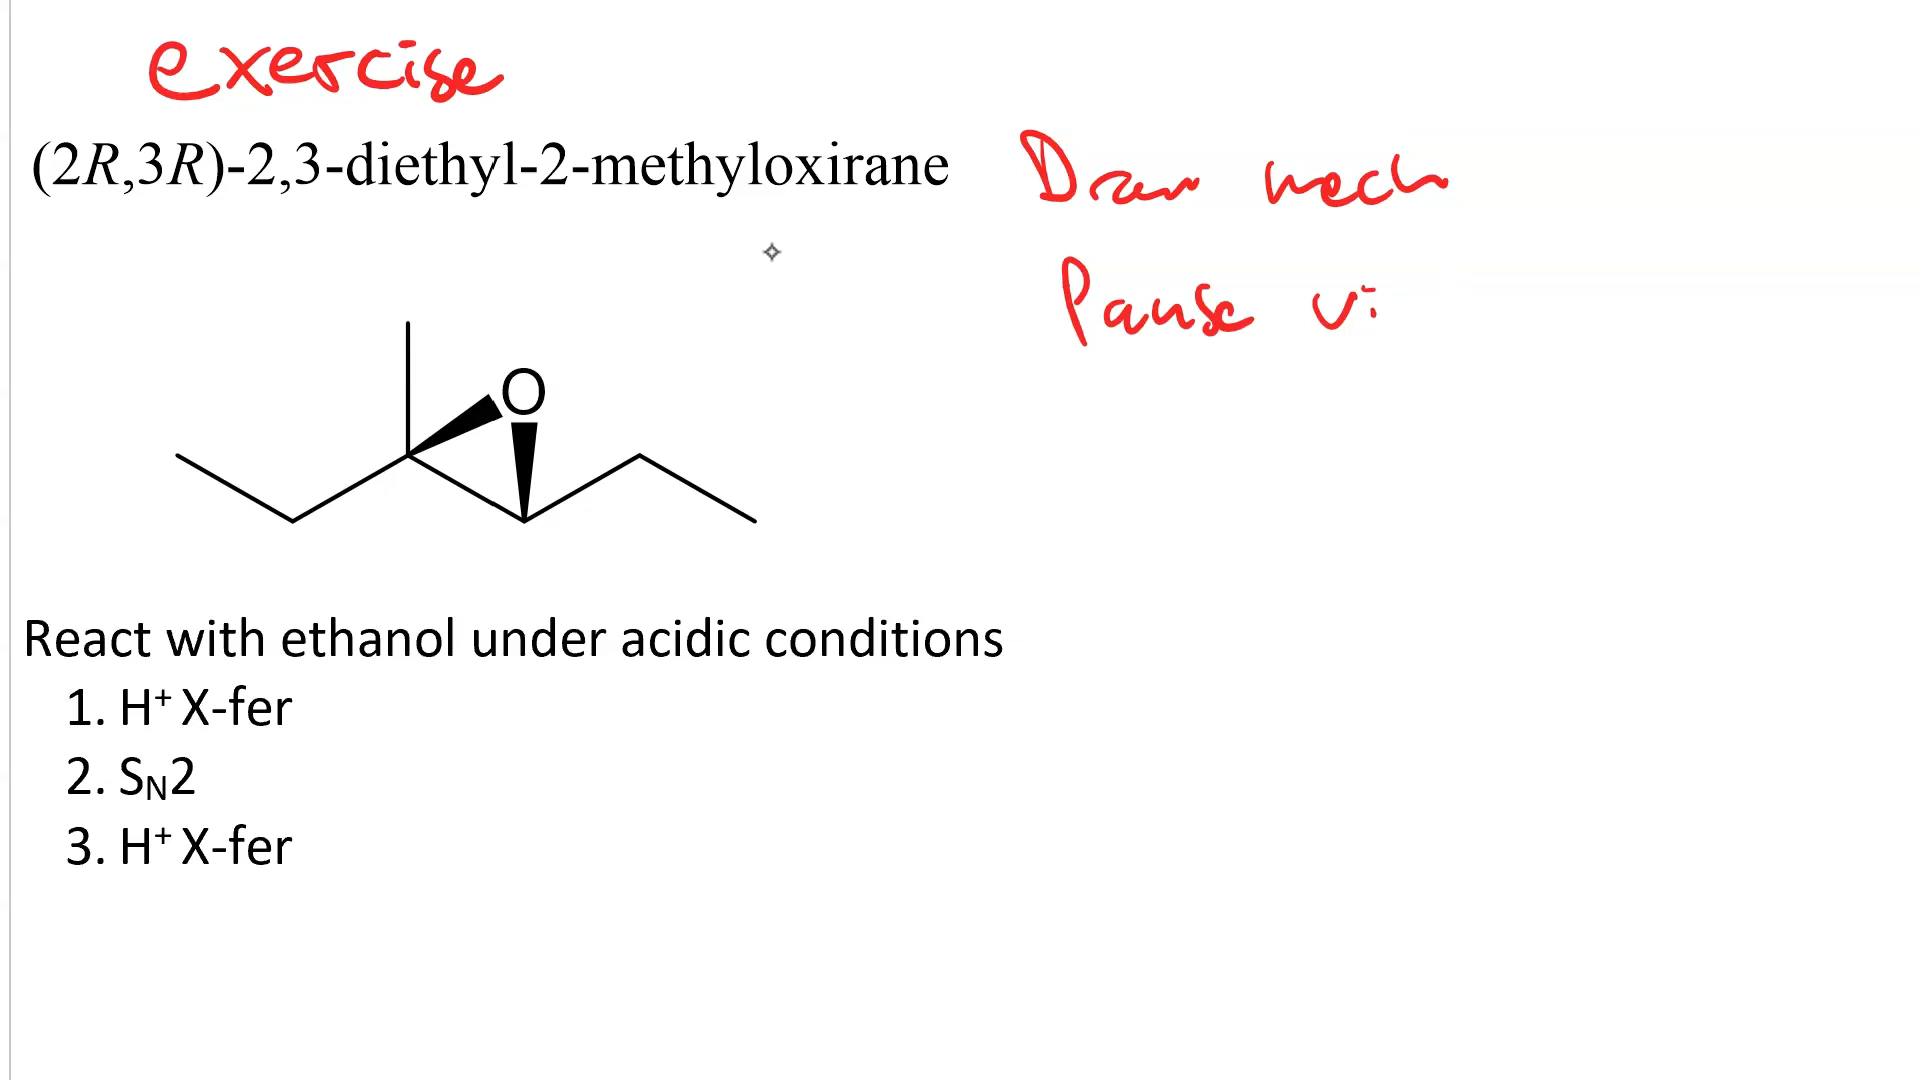 exercise
(2R,3R)-2,3-diethyl-2-methyloxirane
Draw mech
Pause vi
O
React with ethanol under acidic conditions
1. H⁺ X-fer
2. Sₙ2
3. H⁺ X-fer